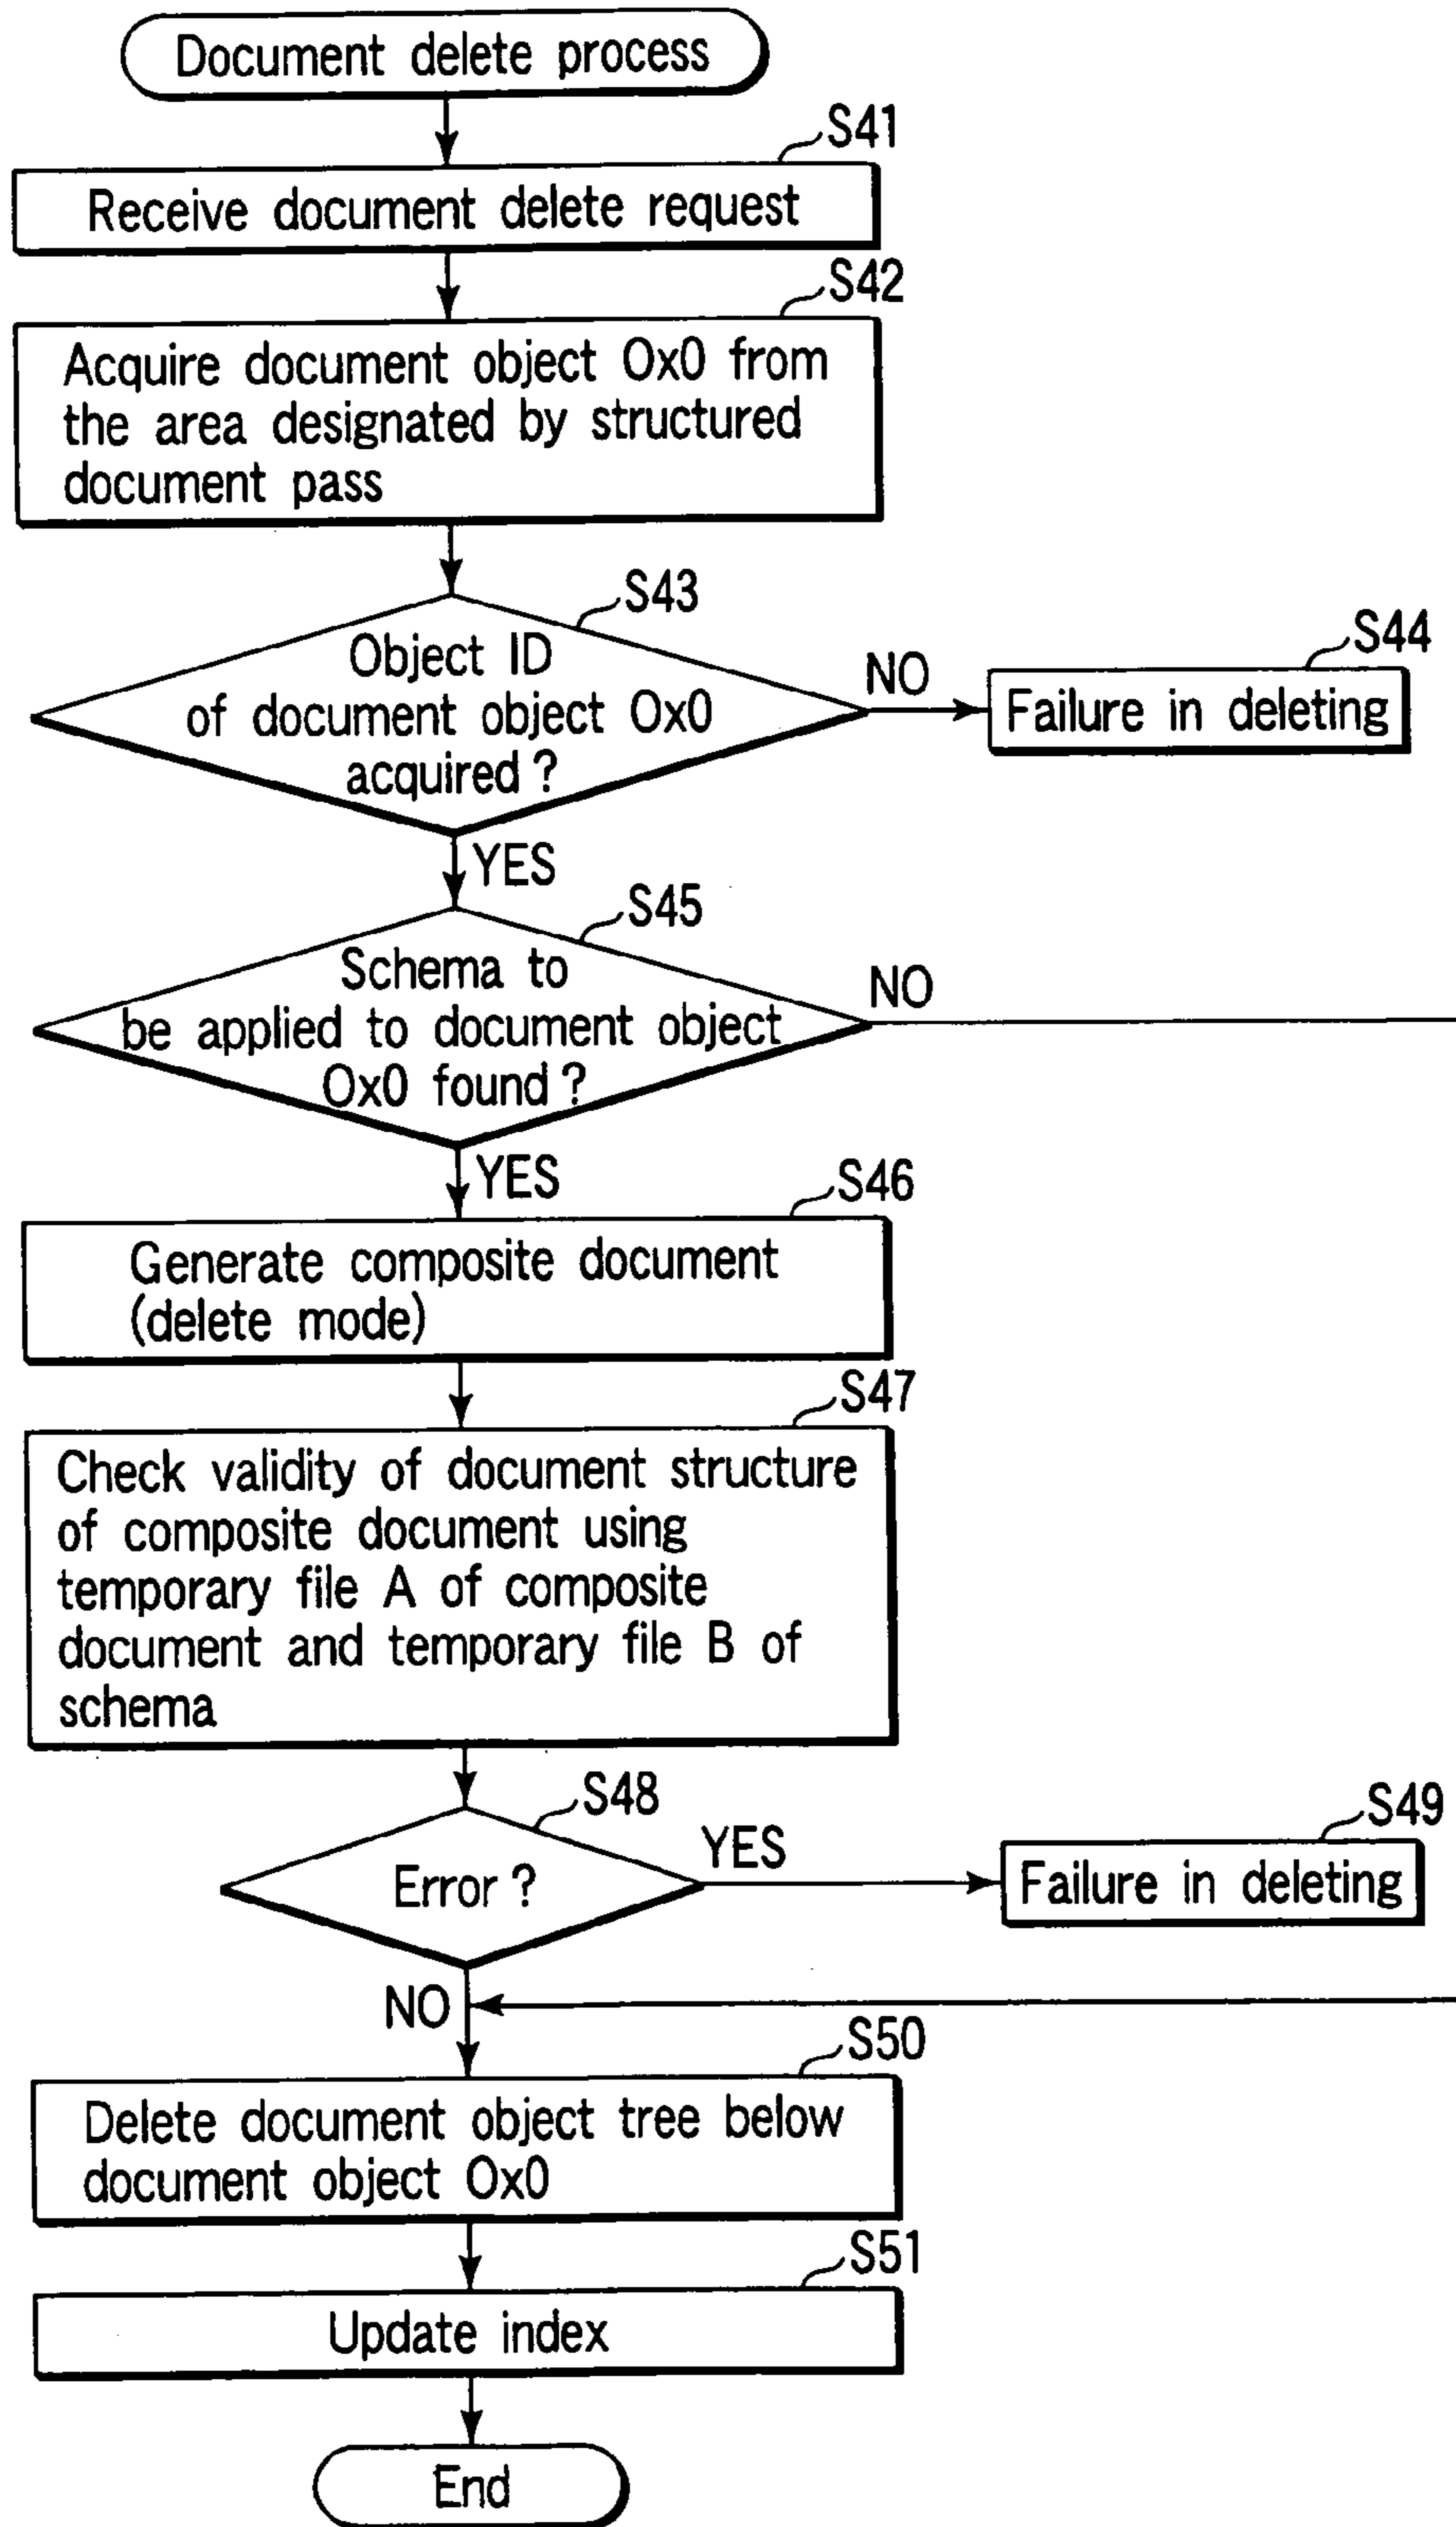 Document delete process
S41
Receive document delete request
S42
Acquire document object Ox0 from
the area designated by structured
document pass
S43
Object ID
of document object Ox0
acquired ?
NO
S44
Failure in deleting
YES
S45
Schema to
be applied to document object
Ox0 found ?
NO
YES
S46
Generate composite document
(delete mode)
S47
Check validity of document structure
of composite document using
temporary file A of composite
document and temporary file B of
schema
S48
Error ?
YES
S49
Failure in deleting
NO
S50
Delete document object tree below
document object Ox0
S51
Update index
End